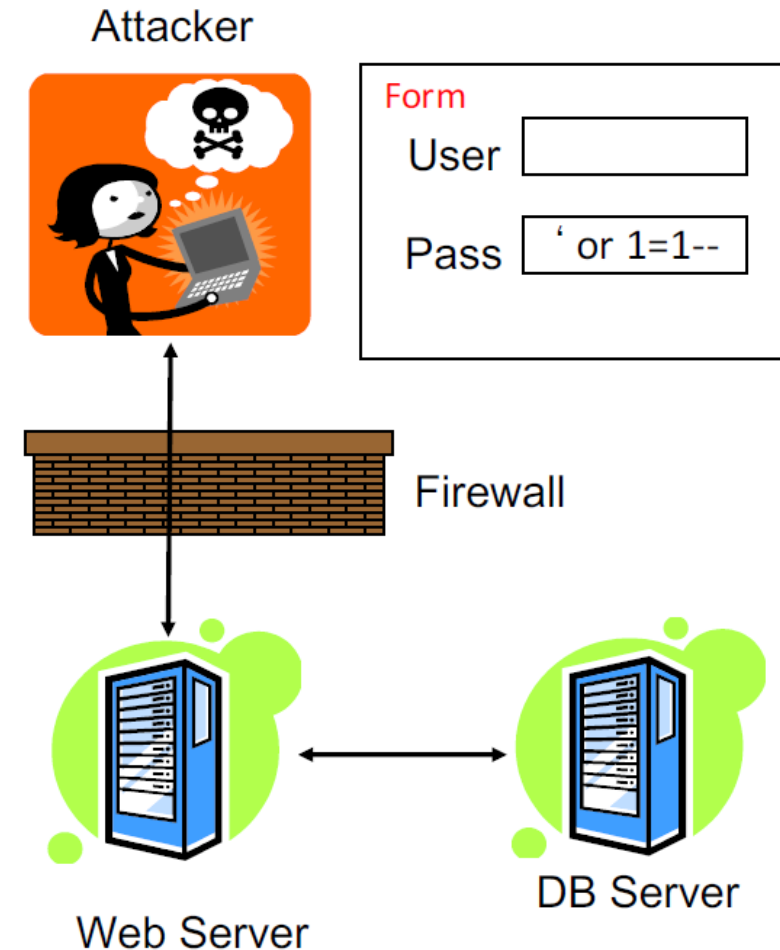 Attacker
Form
User
Pass
‘ or 1=1--
Firewall
Web Server
DB Server